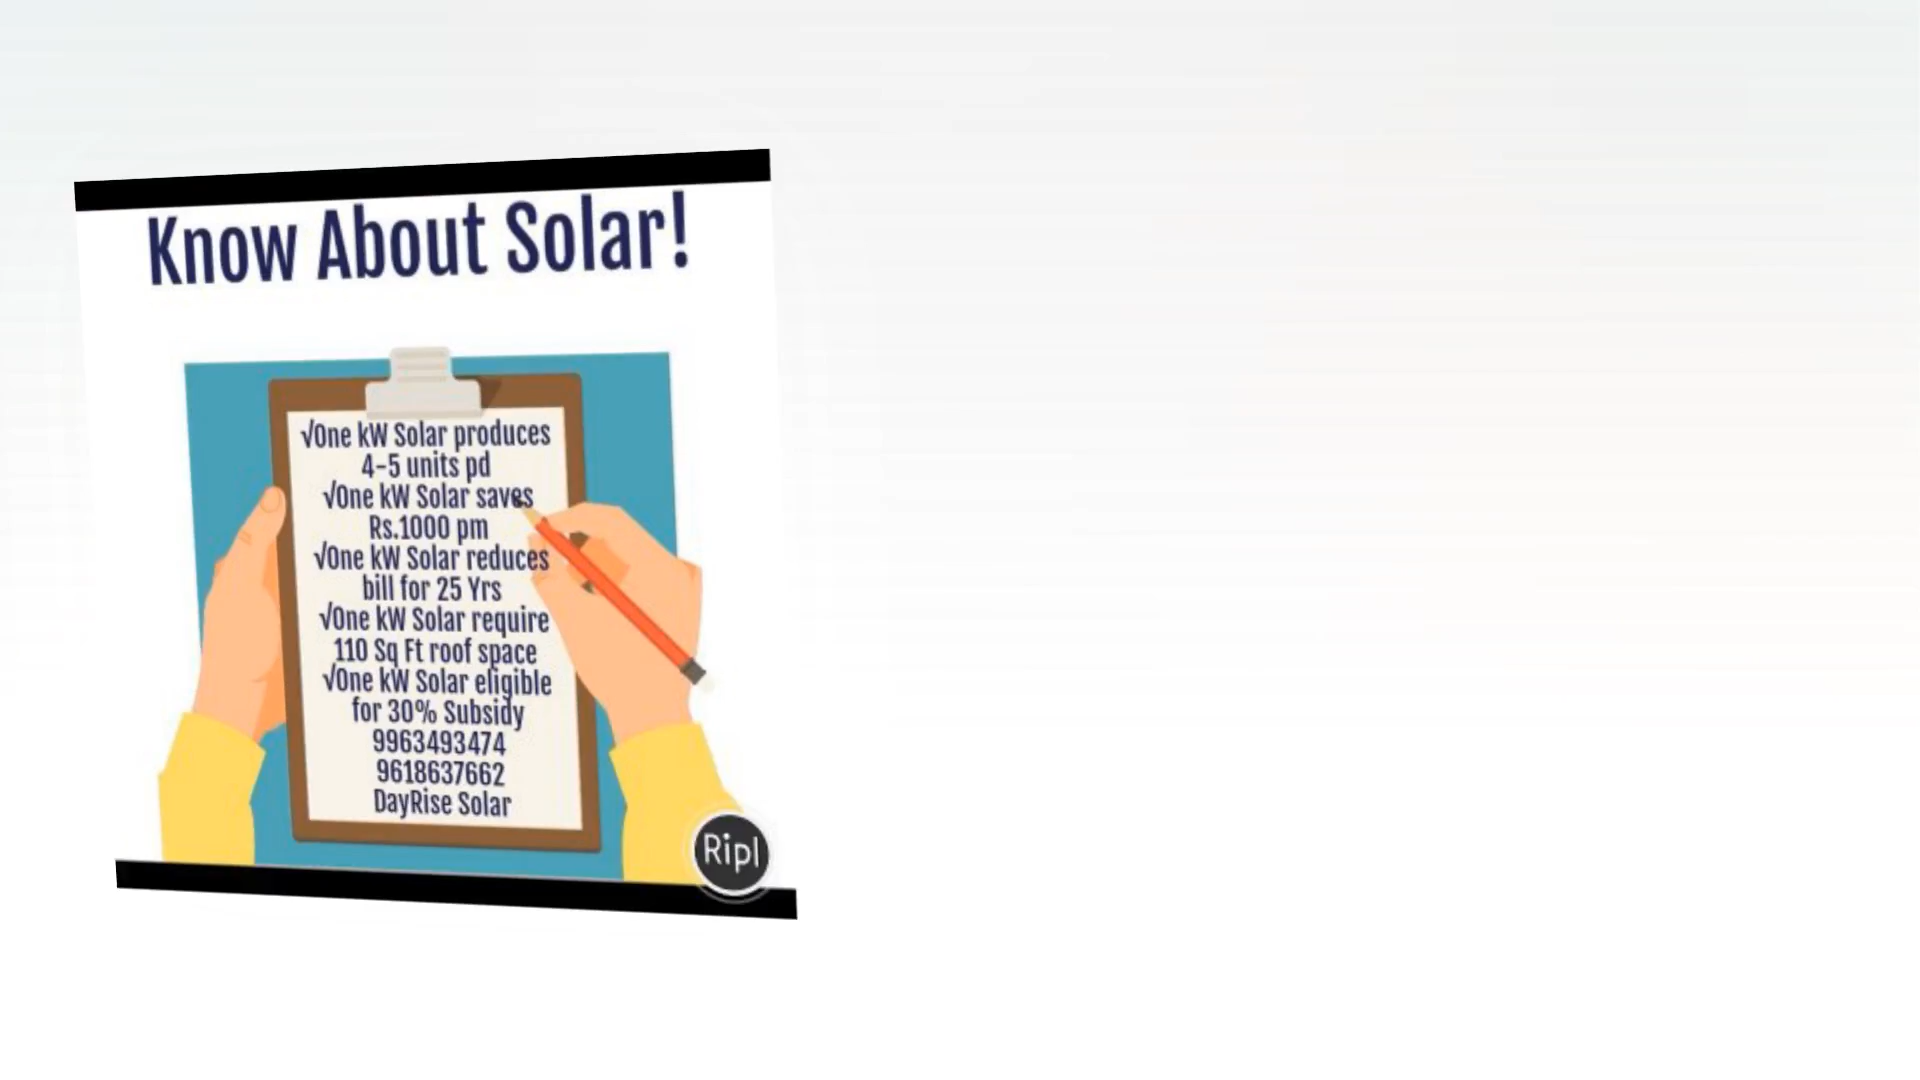 Know About Solar!
√One kW Solar produces
4-5 units pd
√One kW Solar saves
Rs.1000 pm
√One kW Solar reduces
bill for 25 Yrs
√One kW Solar require
110 Sq Ft roof space
√One kW Solar eligible
for 30% Subsidy
9963493474
9618637662
DayRise Solar
Ripl